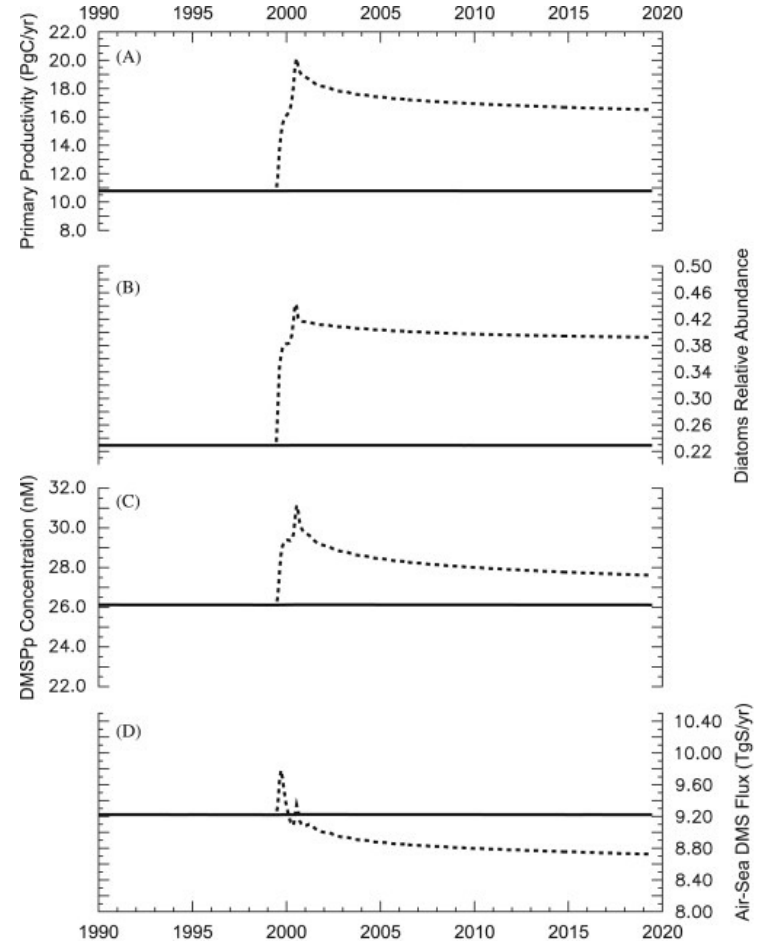 1990 1995 2000 2005 2010 2015 2020
(A)
Primary Productivity (PgC/yr)
22.0
20.0
18.0
16.0
14.0
12.0
10.0
8.0
(B)
0.50
0.46
0.42
0.38
0.34
0.30
0.26
0.22
Diatoms Relative Abundance
(C)
DMSPp Concentration (nM)
32.0
30.0
28.0
26.0
24.0
22.0
(D)
10.40
10.00
9.60
9.20
8.80
8.40
8.00
Air-Sea DMS Flux (TgS/yr)
1990 1995 2000 2005 2010 2015 2020